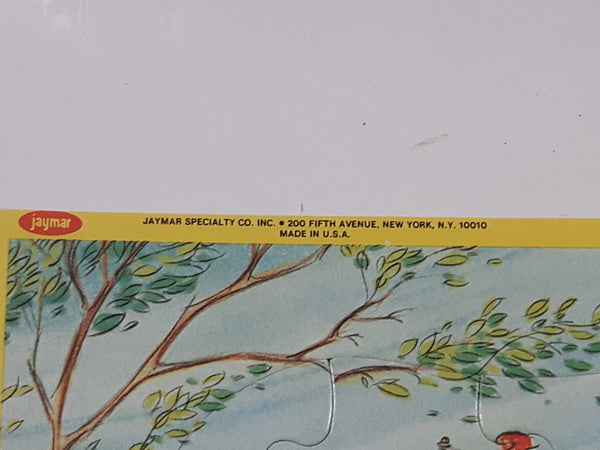 jaymar
JAYMAR SPECIALTY CO. INC. • 200 FIFTH AVENUE, NEW YORK, N.Y. 10010
MADE IN U.S.A.